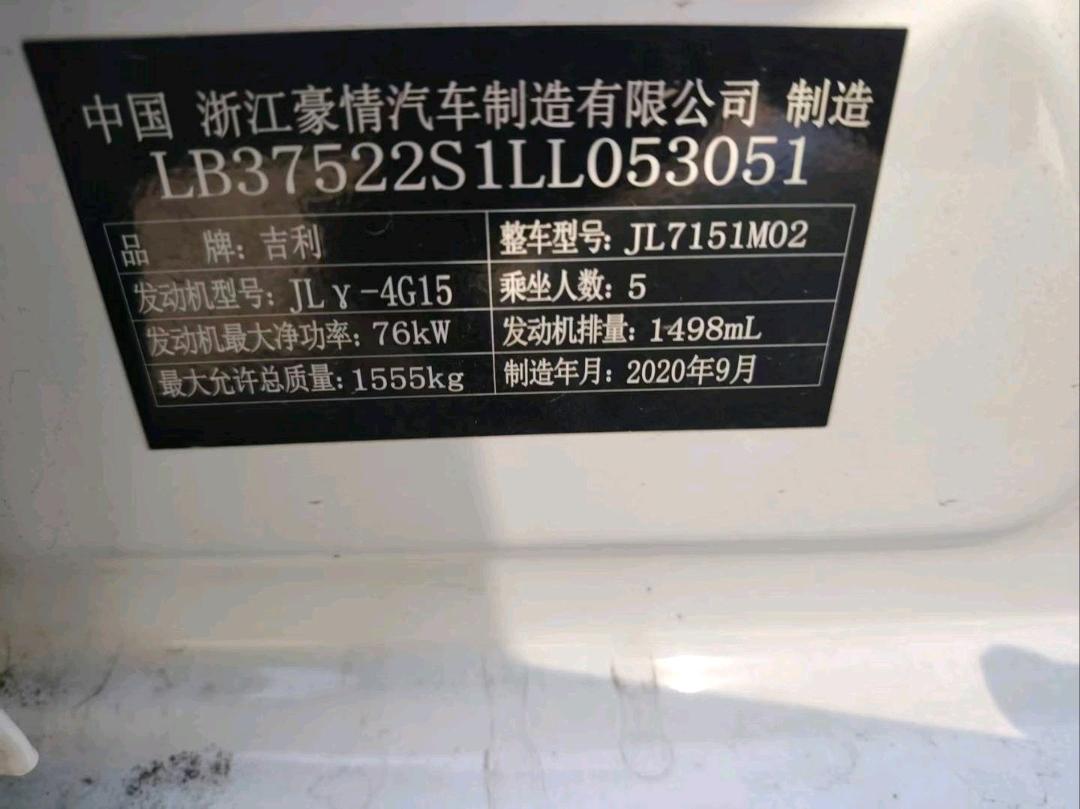 中国 浙江豪情汽车制造有限公司 制造
LB37522S1LL053051
品 牌: 吉利 整车型号: JL7151M02
发动机型号: JLγ-4G15 乘坐人数: 5
发动机最大净功率: 76kW 发动机排量: 1498mL
最大允许总质量: 1555kg 制造年月: 2020年9月